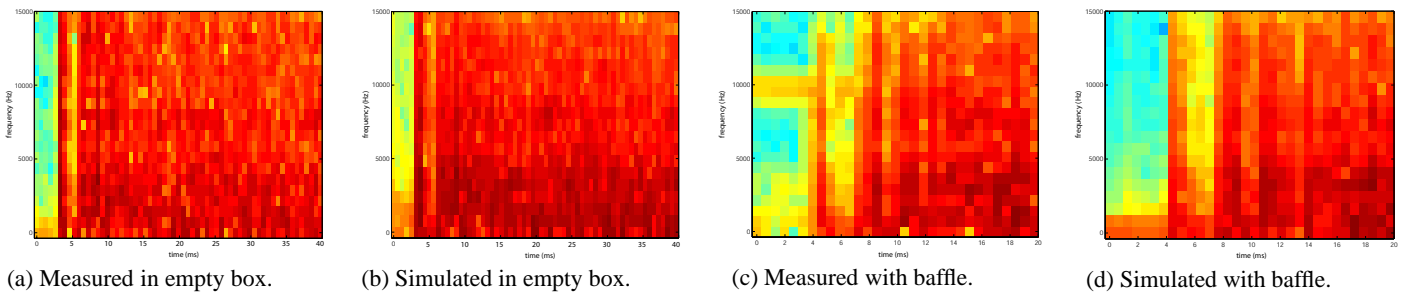 15000
10000
5000
0
frequency (Hz)
0 5 10 15 20 25 30 35 40
time (ms)
(a) Measured in empty box.
15000
10000
5000
0
frequency (Hz)
0 5 10 15 20 25 30 35 40
time (ms)
(b) Simulated in empty box.
15000
10000
5000
0
frequency (Hz)
0 2 4 6 8 10 12 14 16 18 20
time (ms)
(c) Measured with baffle.
15000
10000
5000
0
frequency (Hz)
0 2 4 6 8 10 12 14 16 18 20
time (ms)
(d) Simulated with baffle.